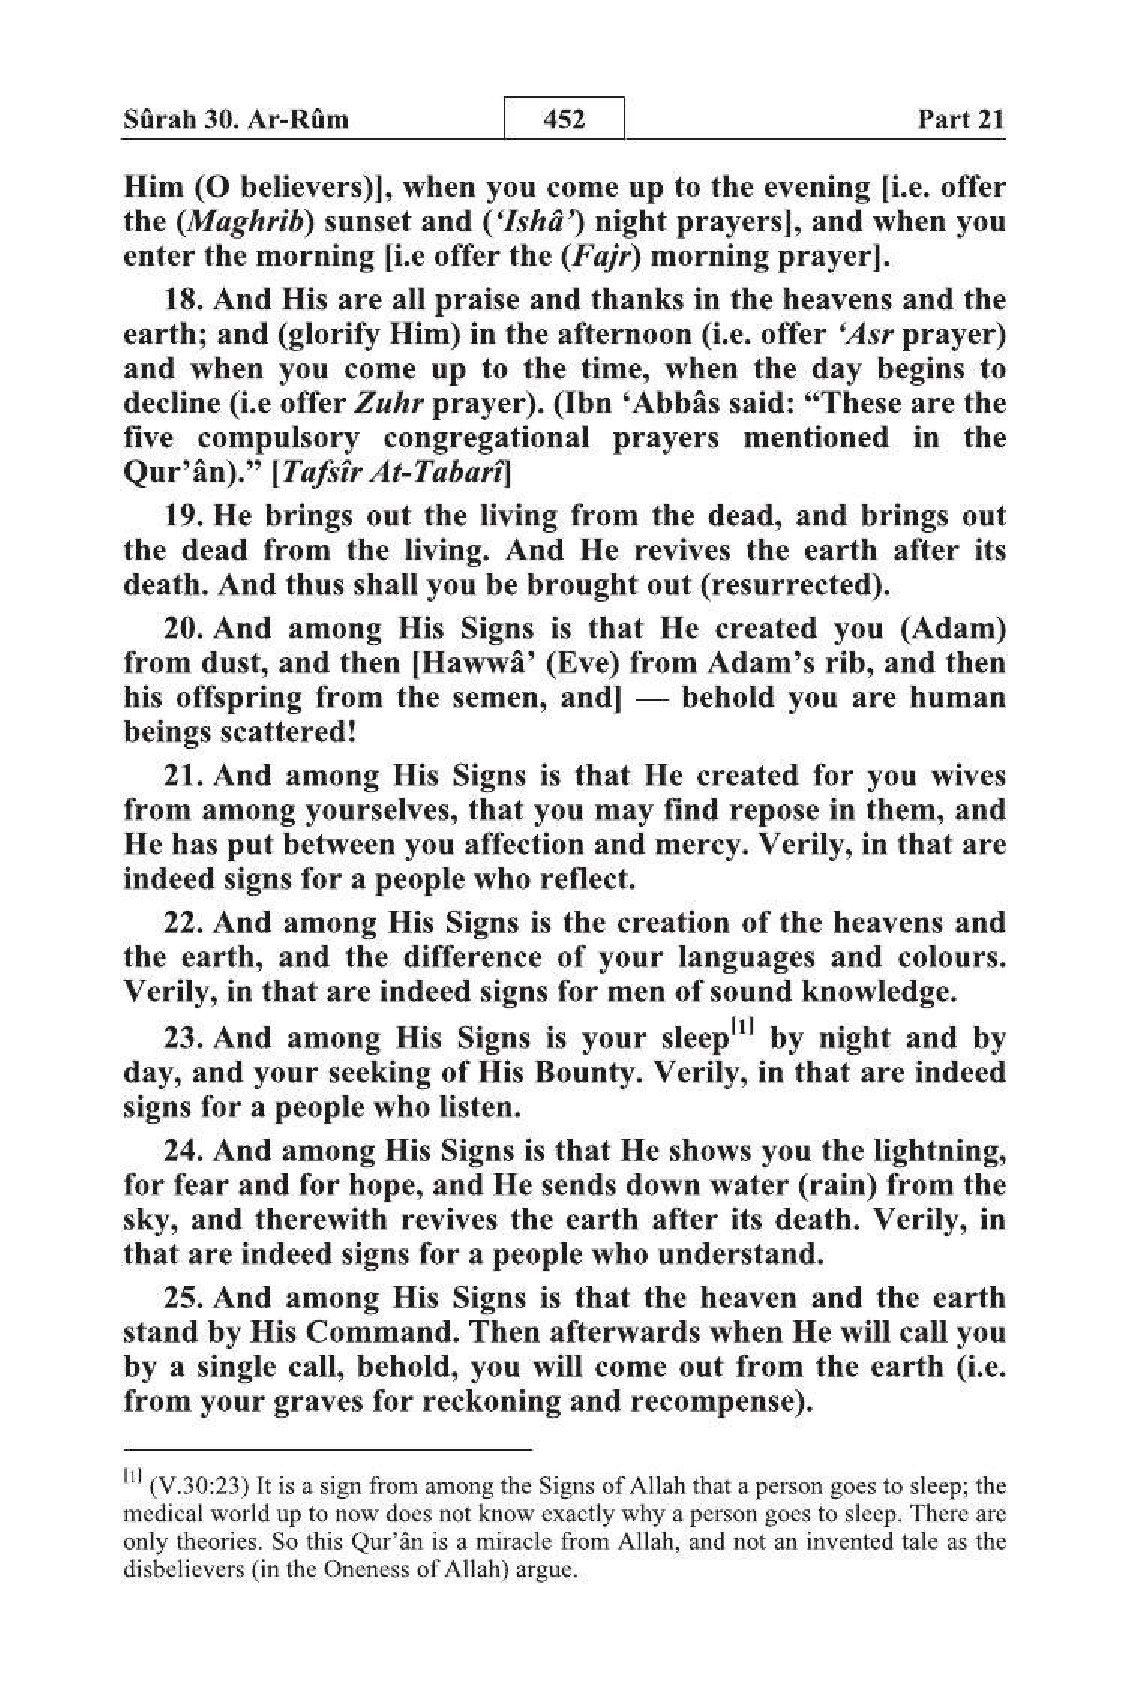 Sûrah 30. Ar-Rûm 452 Part 21
Him (O believers)], when you come up to the evening [i.e. offer
the (Maghrib) sunset and (‘Ishâ’) night prayers], and when you
enter the morning [i.e offer the (Fajr) morning prayer].
18. And His are all praise and thanks in the heavens and the
earth; and (glorify Him) in the afternoon (i.e. offer ‘Asr prayer)
and when you come up to the time, when the day begins to
decline (i.e offer Zuhr prayer). (Ibn ‘Abbâs said: “These are the
five compulsory congregational prayers mentioned in the
Qur’ân).” [Tafsîr At-Tabarî]
19. He brings out the living from the dead, and brings out
the dead from the living. And He revives the earth after its
death. And thus shall you be brought out (resurrected).
20. And among His Signs is that He created you (Adam)
from dust, and then [Hawwâ’ (Eve) from Adam’s rib, and then
his offspring from the semen, and] — behold you are human
beings scattered!
21. And among His Signs is that He created for you wives
from among yourselves, that you may find repose in them, and
He has put between you affection and mercy. Verily, in that are
indeed signs for a people who reflect.
22. And among His Signs is the creation of the heavens and
the earth, and the difference of your languages and colours.
Verily, in that are indeed signs for men of sound knowledge.
23. And among His Signs is your sleep[1] by night and by
day, and your seeking of His Bounty. Verily, in that are indeed
signs for a people who listen.
24. And among His Signs is that He shows you the lightning,
for fear and for hope, and He sends down water (rain) from the
sky, and therewith revives the earth after its death. Verily, in
that are indeed signs for a people who understand.
25. And among His Signs is that the heaven and the earth
stand by His Command. Then afterwards when He will call you
by a single call, behold, you will come out from the earth (i.e.
from your graves for reckoning and recompense).
[1] (V.30:23) It is a sign from among the Signs of Allah that a person goes to sleep; the
medical world up to now does not know exactly why a person goes to sleep. There are
only theories. So this Qur’ân is a miracle from Allah, and not an invented tale as the
disbelievers (in the Oneness of Allah) argue.